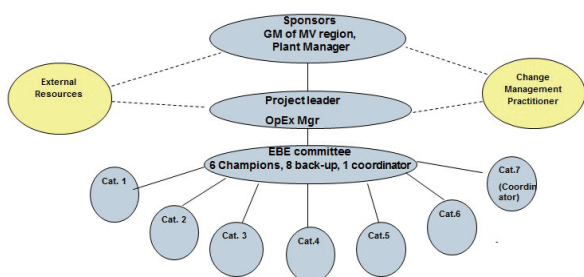 Sponsors
GM of MV region,
Plant Manager
External
Resources
Change
Management
Practitioner
Project leader
OpEx Mgr
EBE committee
6 Champions, 8 back-up, 1 coordinator
Cat. 1
Cat. 2
Cat. 3
Cat.4
Cat.5
Cat.6
Cat.7
(Coordin
ator)